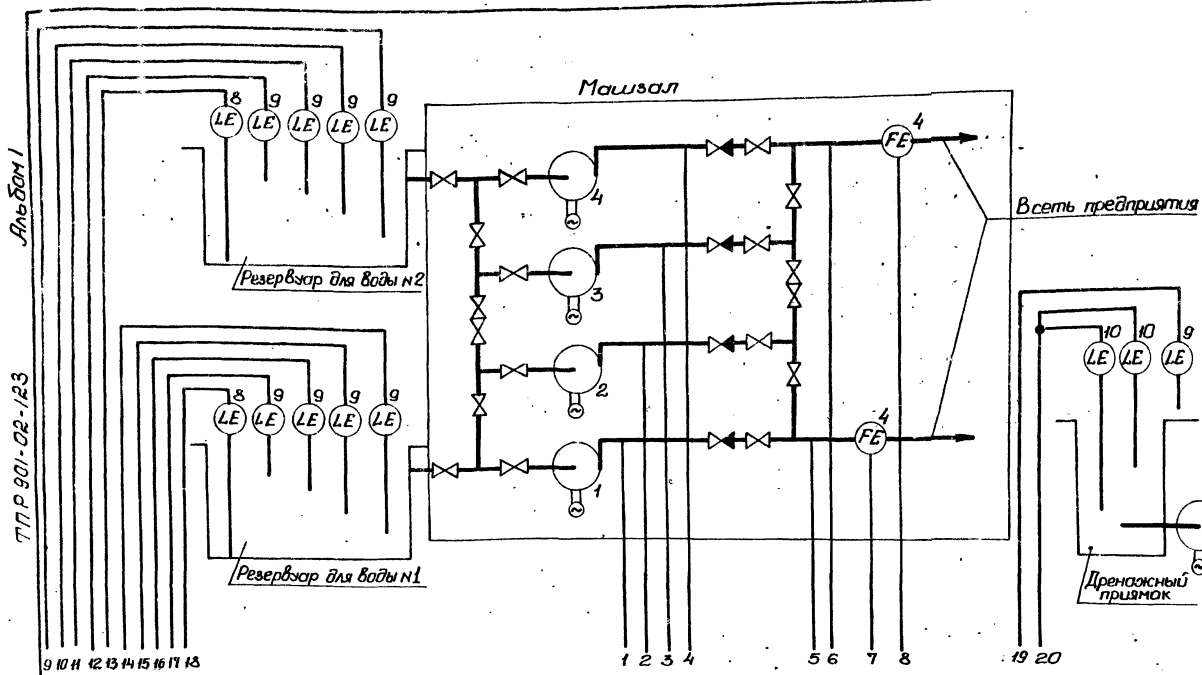 Альбом 1
ТПР 901-02-123
Машзал
8 9 9 9 9
LE LE LE LE LE
Резервуар для воды №2
4
3
2
1
4
FE
4
FE
В сеть предприятия
8 9 9 9 9
LE LE LE LE LE
Резервуар для воды №1
10 10 9
LE LE LE
Дренажный
приямок
9 10 11 12 13 14 15 16 17 18 1 2 3 4 5 6 7 8 19 20